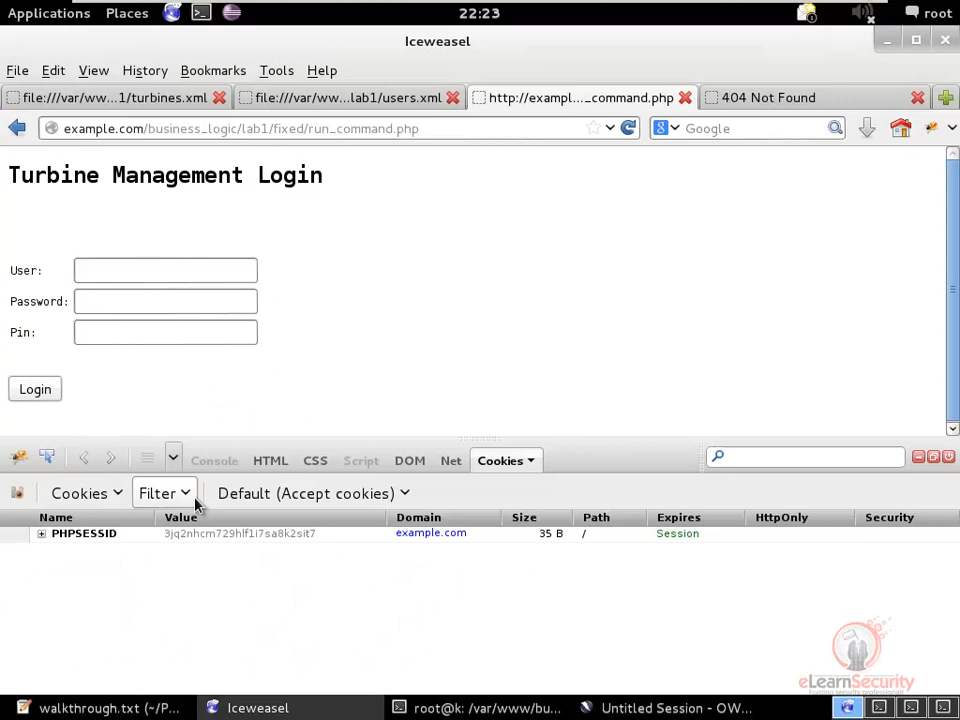 Applications Places 22:23 root
Iceweasel
File Edit View History Bookmarks Tools Help
file:///var/ww...1/turbines.xml file:///var/ww...lab1/users.xml http://exampl..._command.php 404 Not Found
example.com/business_logic/lab1/fixed/run_command.php Google
Turbine Management Login
User:
Password:
Pin:
Login
Console HTML CSS Script DOM Net Cookies
Cookies Filter Default (Accept cookies)
Name Value Domain Size Path Expires HttpOnly Security
PHPSESSID 3jq2nhcm729hlf1i7sa8k2sit7 example.com 35 B / Session
eLearnSecurity
Forging security professionals
walkthrough.txt (~/P... Iceweasel root@k: /var/www/bu... Untitled Session - OW...